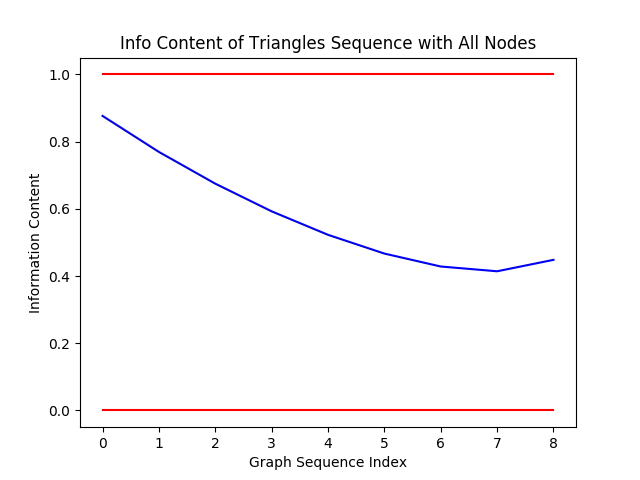 Info Content of Triangles Sequence with All Nodes
1.0
0.8
0.6
0.4
0.2
0.0
Information Content
0 1 2 3 4 5 6 7 8
Graph Sequence Index